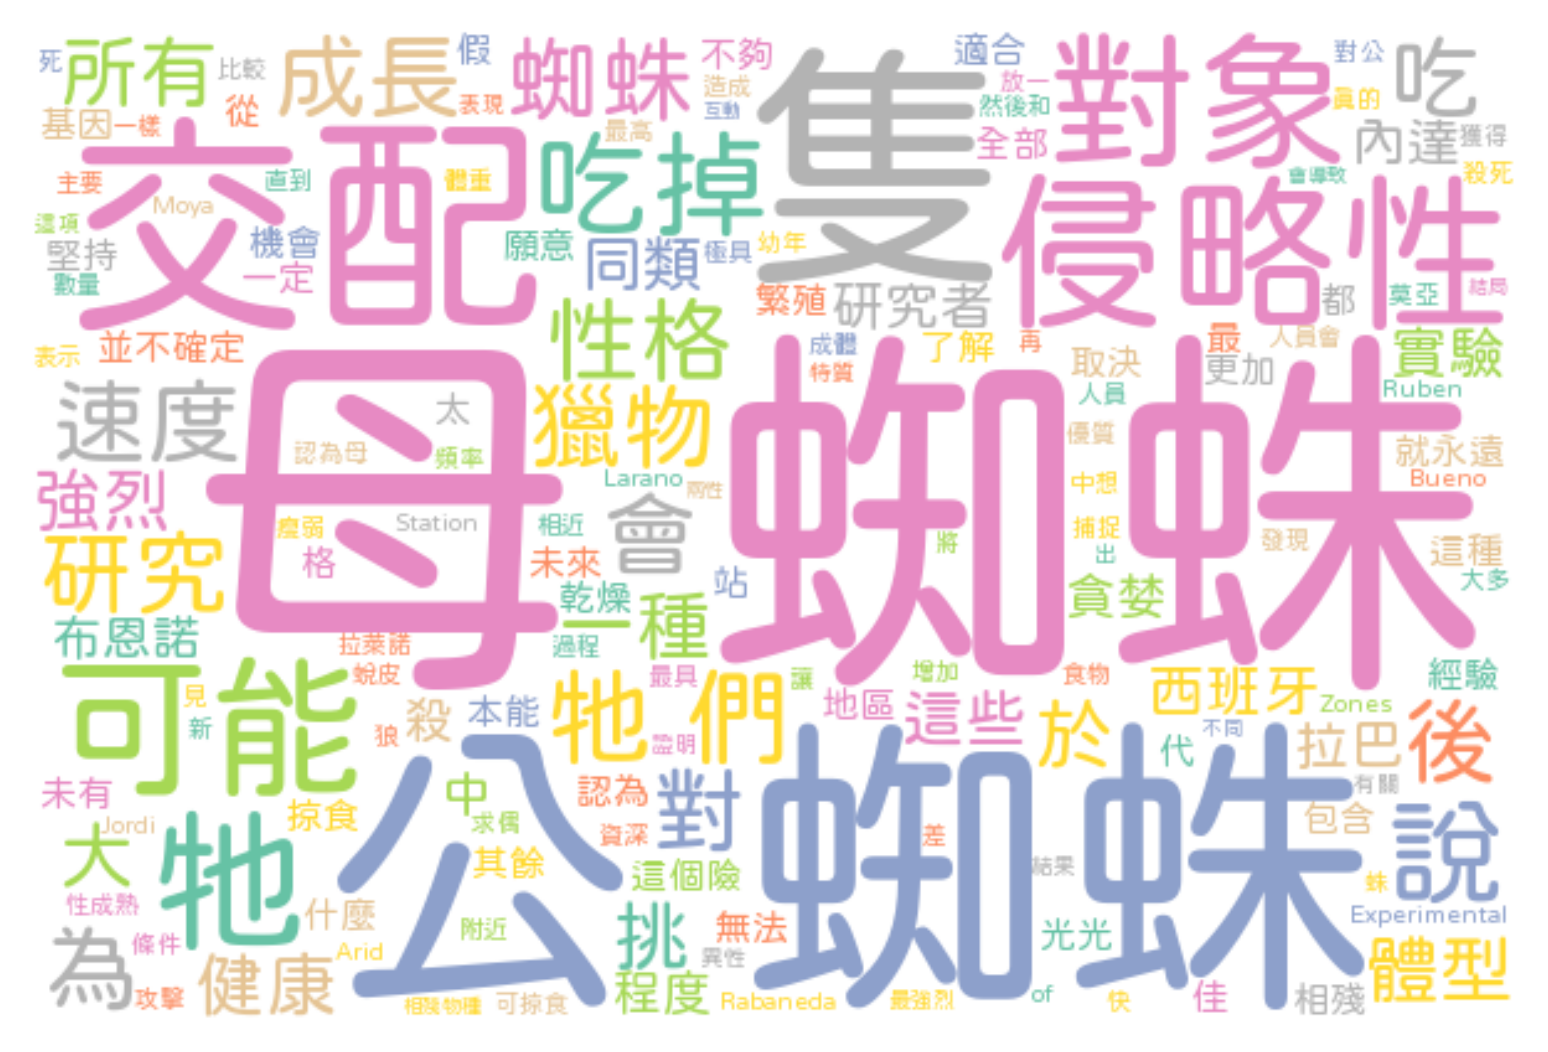 死
所有
比較
成長
假
蜘蛛
不夠
隻
適合
對象
對公
吃
基因
一樣
從
表現
造成
互動
最高
放一
然後和
全部
真的
內達
獲得
交配
主要
直到
體重
吃掉
會導致
殺死
這項
Moya
堅持
機會
數量
一定
願意
同類
極具
幼年
侵略性
繁殖
研究者
都
莫亞
結局
表示
並不確定
性格
成體
特質
了解
再
取決
最
人員會
更加
實驗
人員
Ruben
速度
母蜘蛛
太
獵物
認為母
頻率
優質
就永遠
Larano
兩性
中想
Bueno
強烈
會
瘦弱
Station
相近
捕捉
將
發現
研究
格
未來
站
出
這種
大多
乾燥
一種
貪婪
布恩諾
拉萊諾
過程
蛻皮
最具
讓
增加
食物
西班牙
經驗
可能
見
新
殺
本能
牠們
地區
這些
於
Zones
狼
證明
不同
代
拉巴
後
未有
公蜘蛛
中
認為
對
有關
Jordi
掠食
求偶
資深
差
包含
說
大
牠
其餘
這個險
結果
蛛
性成熟
什麼
附近
挑
無法
異性
光光
Experimental
為
條件
健康
Arid
體型
攻擊
相殘物種
可掠食
程度
Rabaneda
最強烈
of
快
佳
相殘